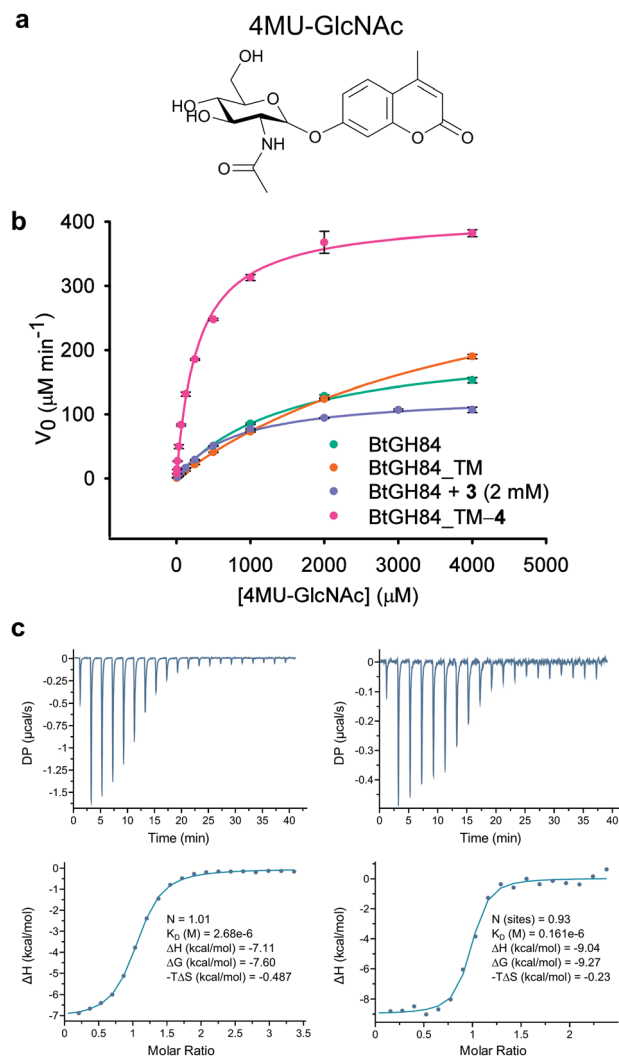 a
4MU-GlcNAc
OH
O
HO
HO
NH
O
O
O
O
b
400
300
200
100
0
V0 (μM min-1)
BtGH84
BtGH84_TM
BtGH84 + 3 (2 mM)
BtGH84_TM–4
0 1000 2000 3000 4000 5000
[4MU-GlcNAc] (μM)
c
0
-0.25
-0.5
-0.75
-1
-1.25
-1.5
DP (μcal/s)
0 5 10 15 20 25 30 35 40
Time (min)
0
-0.1
-0.2
-0.3
-0.4
DP (μcal/s)
0 5 10 15 20 25 30 35 40
Time (min)
0
-1
-2
-3
-4
-5
-6
-7
ΔH (kcal/mol)
N = 1.01
KD (M) = 2.68e-6
ΔH (kcal/mol) = -7.11
ΔG (kcal/mol) = -7.60
-TΔS (kcal/mol) = -0.487
0 0.5 1.0 1.5 2.0 2.5 3.0 3.5
Molar Ratio
0
-2
-4
-6
-8
ΔH (kcal/mol)
N (sites) = 0.93
KD (M) = 0.161e-6
ΔH (kcal/mol) = -9.04
ΔG (kcal/mol) = -9.27
-TΔS (kcal/mol) = -0.23
0 0.5 1.0 1.5 2
Molar Ratio